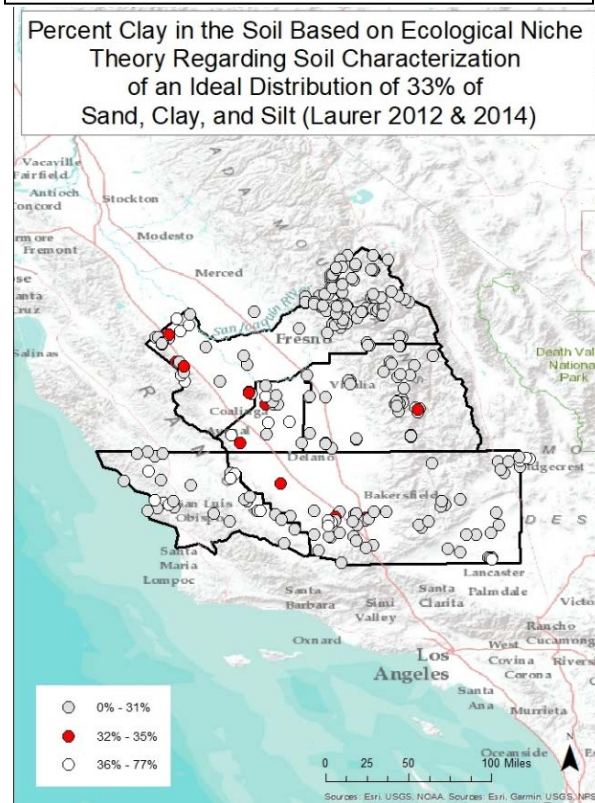 Percent Clay in the Soil Based on Ecological Niche
Theory Regarding Soil Characterization
of an Ideal Distribution of 33% of
Sand, Clay, and Silt (Laurer 2012 & 2014)
Vacaville
Fairfield
Antioch
Concord
Stockton
Modesto
Fremont
Merced
Salinas
San Joaquin River
Fresno
Death Val
National
Park
Visalia
Coalinga
Delano
Ridgecrest
Bakersfield
San Luis
Obispo
Santa
Maria
Lompoc
Lancaster
Palmdale
Santa
Barbara
Simi
Valley
Santa
Clarita
Victo
Oxnard
Los
Angeles
West
Covina
Rancho
Cucamong
Corona
Riversi
Santa
Ana
Murrieta
Oceanside
0% - 31%
32% - 35%
36% - 77%
N
0 25 50 100 Miles
Sources: Esri, USGS, NOAA, Sources: Esri, Garmin, USGS, NPS